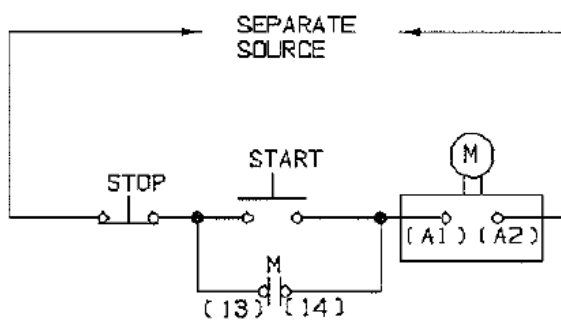 SEPARATE
SOURCE
START
STOP
M
(A1) (A2)
M
(13) (14)